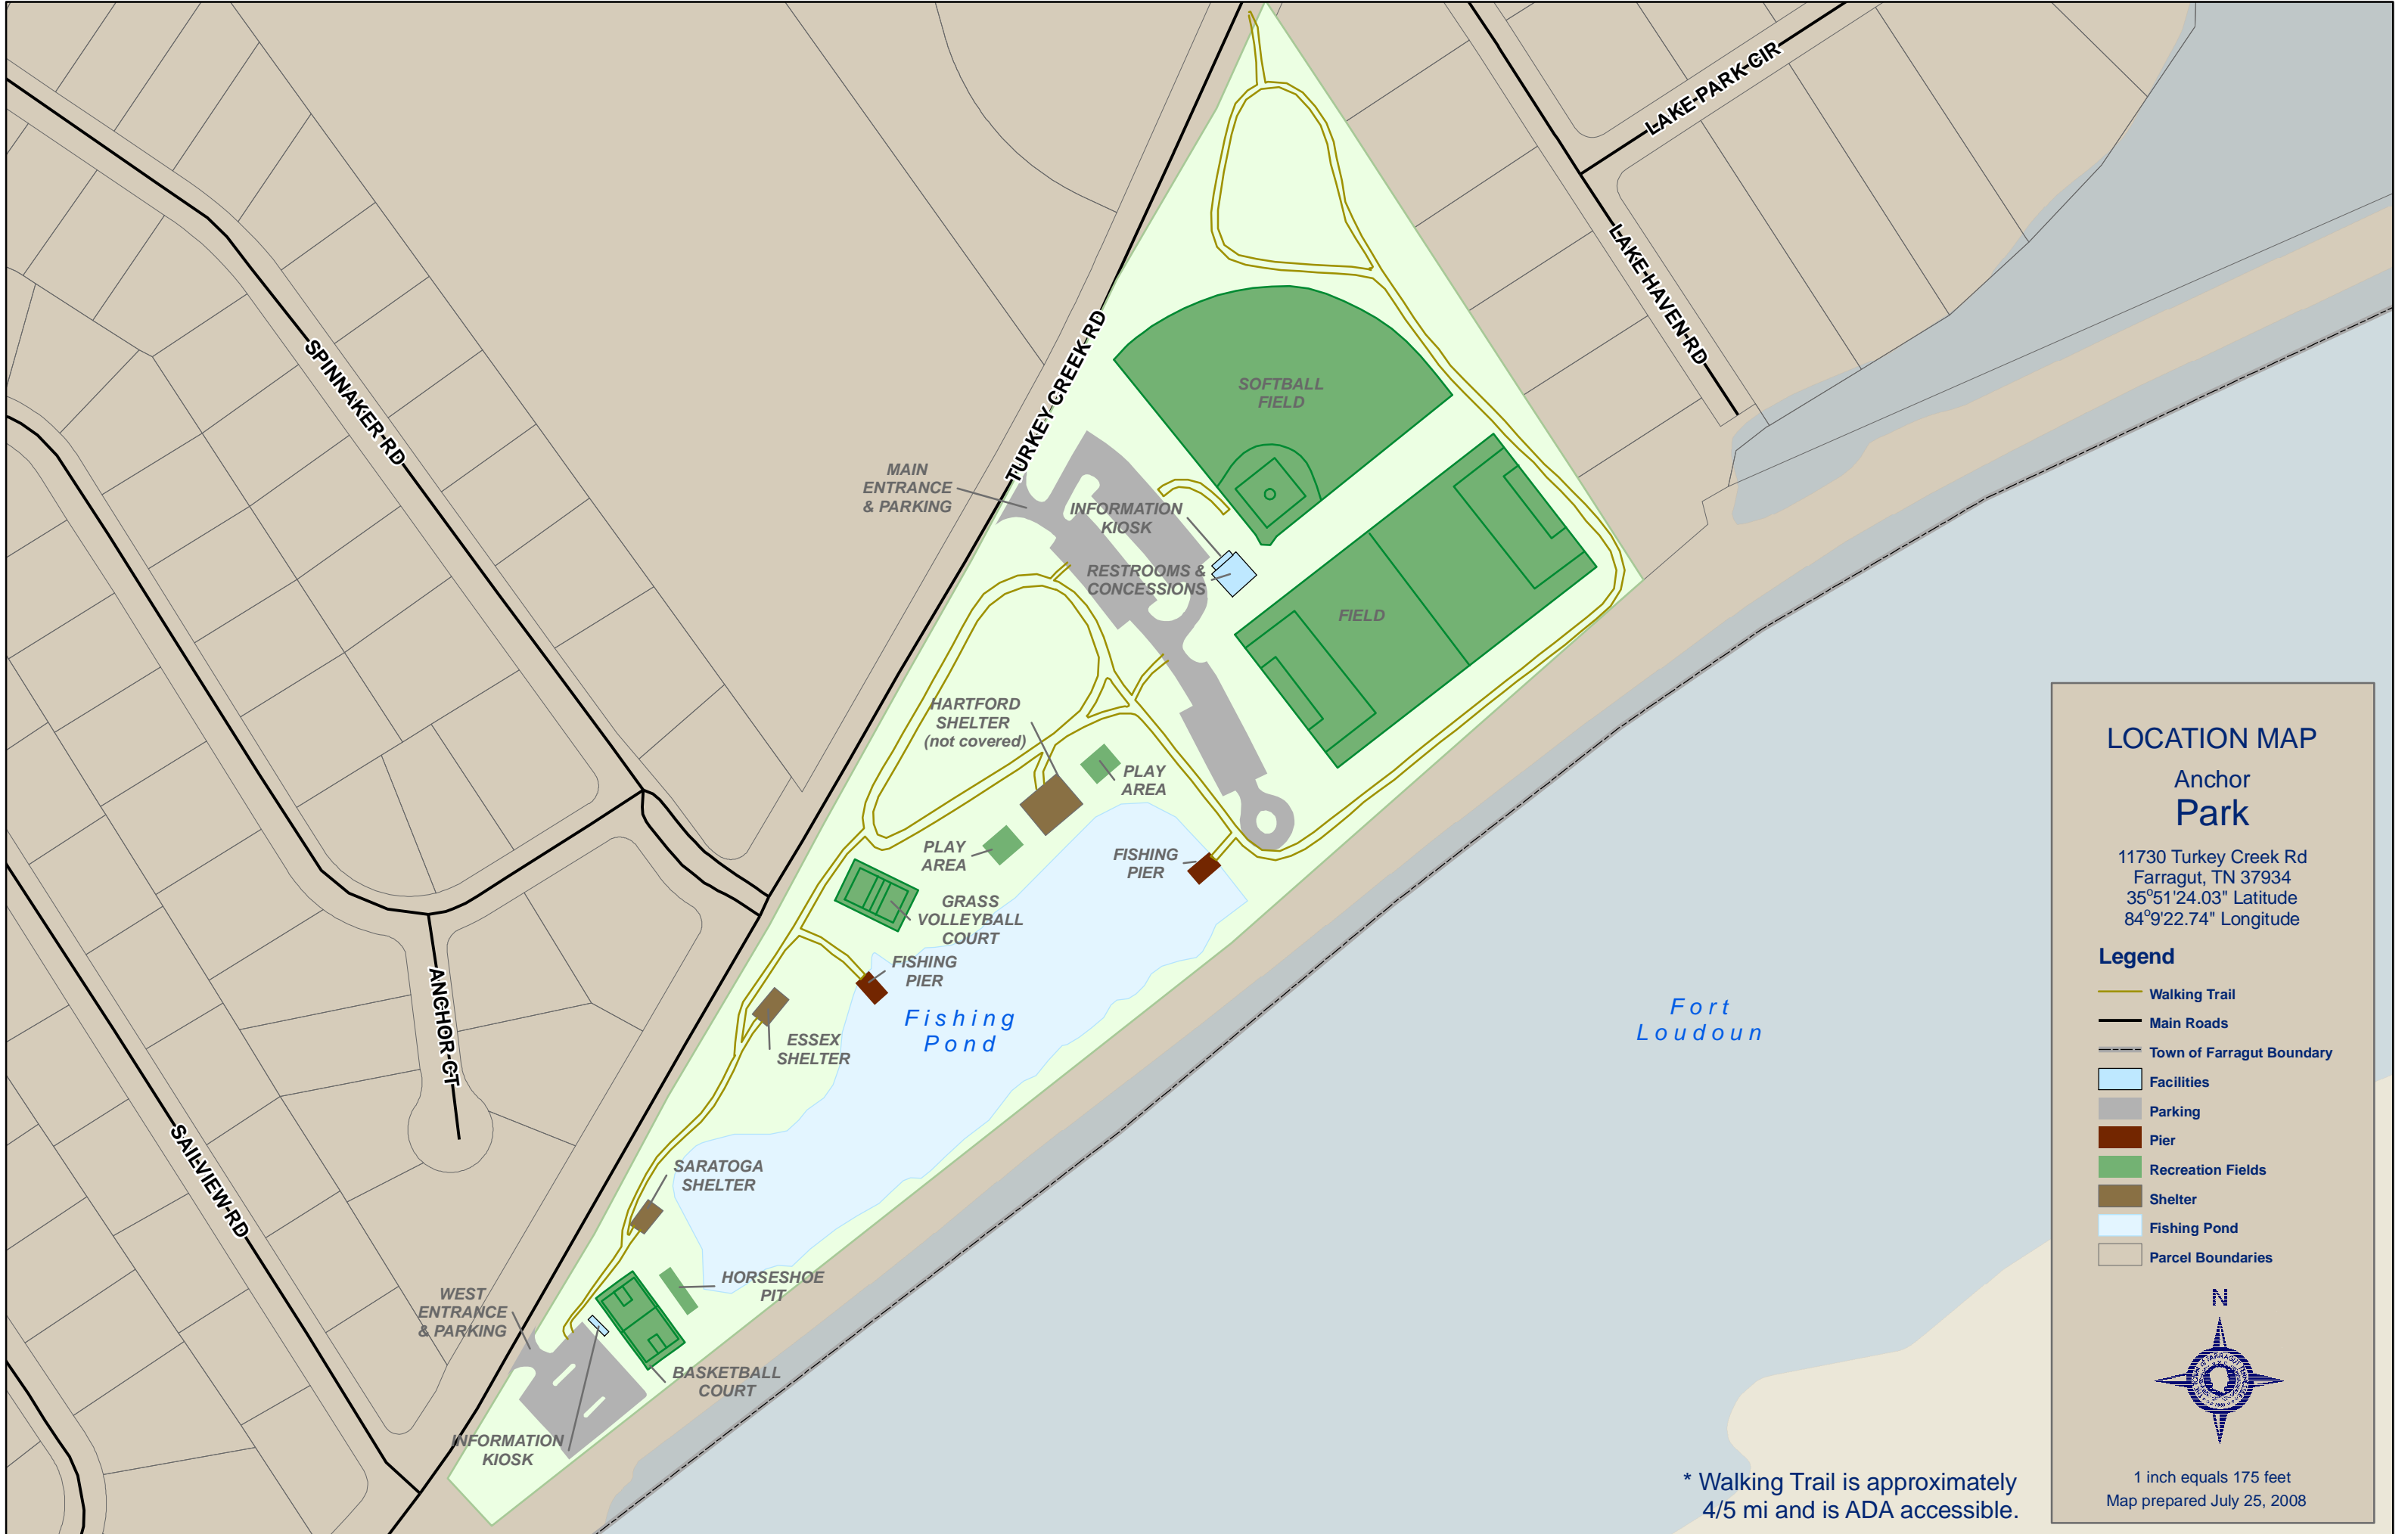 LAKE PARK CIR
LAKE HAVEN RD
SPINNAKER RD
TURKEY CREEK RD
SOFTBALL
FIELD
MAIN
ENTRANCE
& PARKING
INFORMATION
KIOSK
RESTROOMS &
CONCESSIONS
FIELD
HARTFORD
SHELTER
(not covered)
PLAY
AREA
PLAY
AREA
FISHING
PIER
GRASS
VOLLEYBALL
COURT
FISHING
PIER
Fishing
Pond
ESSEX
SHELTER
ANCHOR CT
SAILVIEW RD
SARATOGA
SHELTER
HORSESHOE
PIT
WEST
ENTRANCE
& PARKING
BASKETBALL
COURT
INFORMATION
KIOSK
Fort
Loudoun
* Walking Trail is approximately
4/5 mi and is ADA accessible.
LOCATION MAP
Anchor
Park
11730 Turkey Creek Rd
Farragut, TN 37934
35°51'24.03" Latitude
84°9'22.74" Longitude
Legend
Walking Trail
Main Roads
Town of Farragut Boundary
Facilities
Parking
Pier
Recreation Fields
Shelter
Fishing Pond
Parcel Boundaries
N
1 inch equals 175 feet
Map prepared July 25, 2008